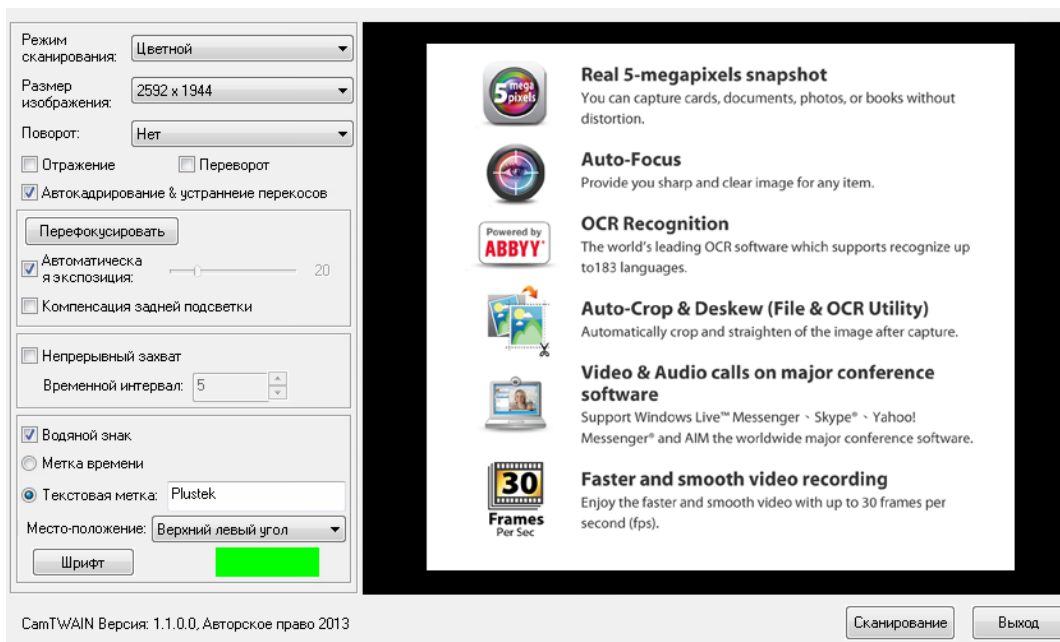 Режим
сканирования:
Цветной
Размер
изображения:
2592 x 1944
Поворот:
Нет
Отражение
Переворот
Автокадрирование & устраннеие перекосов
Перефокусировать
Автоматическа
я экспозиция:
20
Компенсация задней подсветки
Непрерывный захват
Временной интервал:
5
Водяной знак
Метка времени
Текстовая метка:
Plustek
Место-положение:
Верхний левый угол
Шрифт
5 mega
pixels
Real 5-megapixels snapshot
You can capture cards, documents, photos, or books without
distortion.
Auto-Focus
Provide you sharp and clear image for any item.
Powered by
ABBYY®
OCR Recognition
The world's leading OCR software which supports recognize up
to183 languages.
Auto-Crop & Deskew (File & OCR Utility)
Automatically crop and straighten of the image after capture.
Video & Audio calls on major conference
software
Support Windows Live™ Messenger、Skype®、Yahoo!
Messenger® and AIM the worldwide major conference software.
30
Frames
Per Sec
Faster and smooth video recording
Enjoy the faster and smooth video with up to 30 frames per
second (fps).
CamTWAIN Версия: 1.1.0.0, Авторское право 2013
Сканирование
Выход